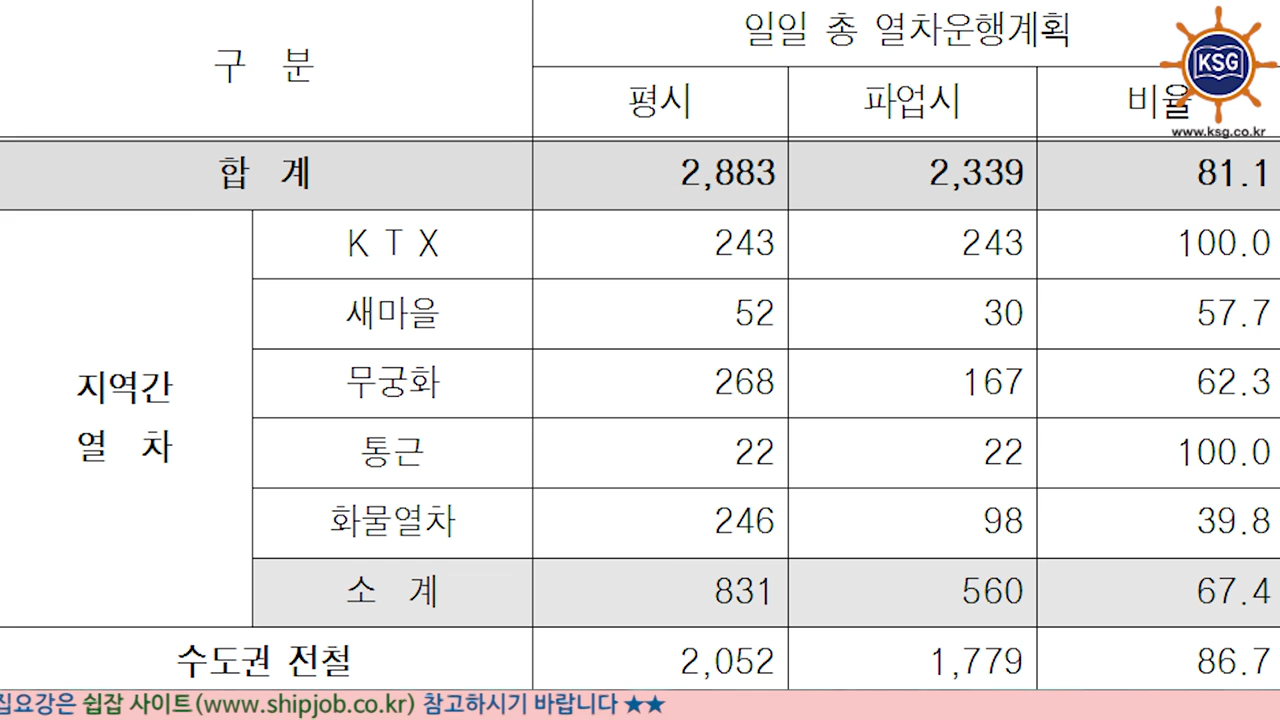 구 분 일일 총 열차운행계획
평시 파업시 비율
KSG
www.ksg.co.kr
합 계 2,883 2,339 81.1
지역간
열 차
K T X 243 243 100.0
새마을 52 30 57.7
무궁화 268 167 62.3
통근 22 22 100.0
화물열차 246 98 39.8
소 계 831 560 67.4
수도권 전철 2,052 1,779 86.7
집요강은 쉽잡 사이트(www.shipjob.co.kr) 참고하시기 바랍니다 ★★